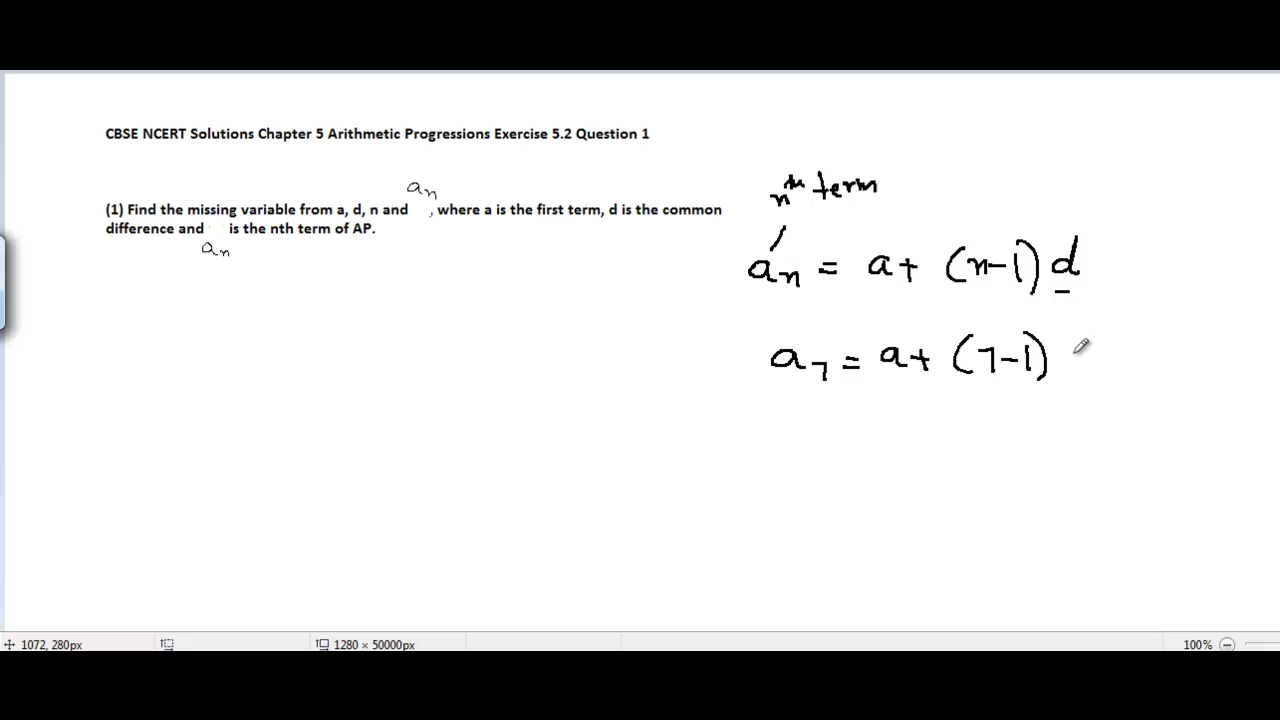 CBSE NCERT Solutions Chapter 5 Arithmetic Progressions Exercise 5.2 Question 1
(1) Find the missing variable from a, d, n and aₙ, where a is the first term, d is the common
difference and aₙ is the nth term of AP.
nᵗʰ term
aₙ = a + (n-1) d
a₇ = a + (7-1)
1072, 280px 1280 × 50000px 100%